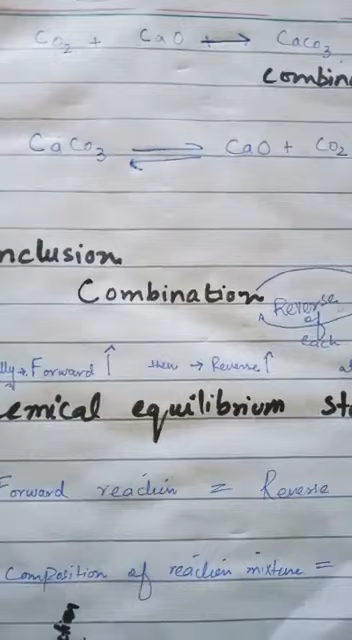 CO2 + CaO ⟷ CaCO3
Combin
CaCO3 ⇌ CaO + CO2
nclusion
Combination Reverse
of
each
lly → Forward ↑ then → Reverse ↑
emical equilibrium st
Forward reaction = Reverse
Composition of reaction mixture =